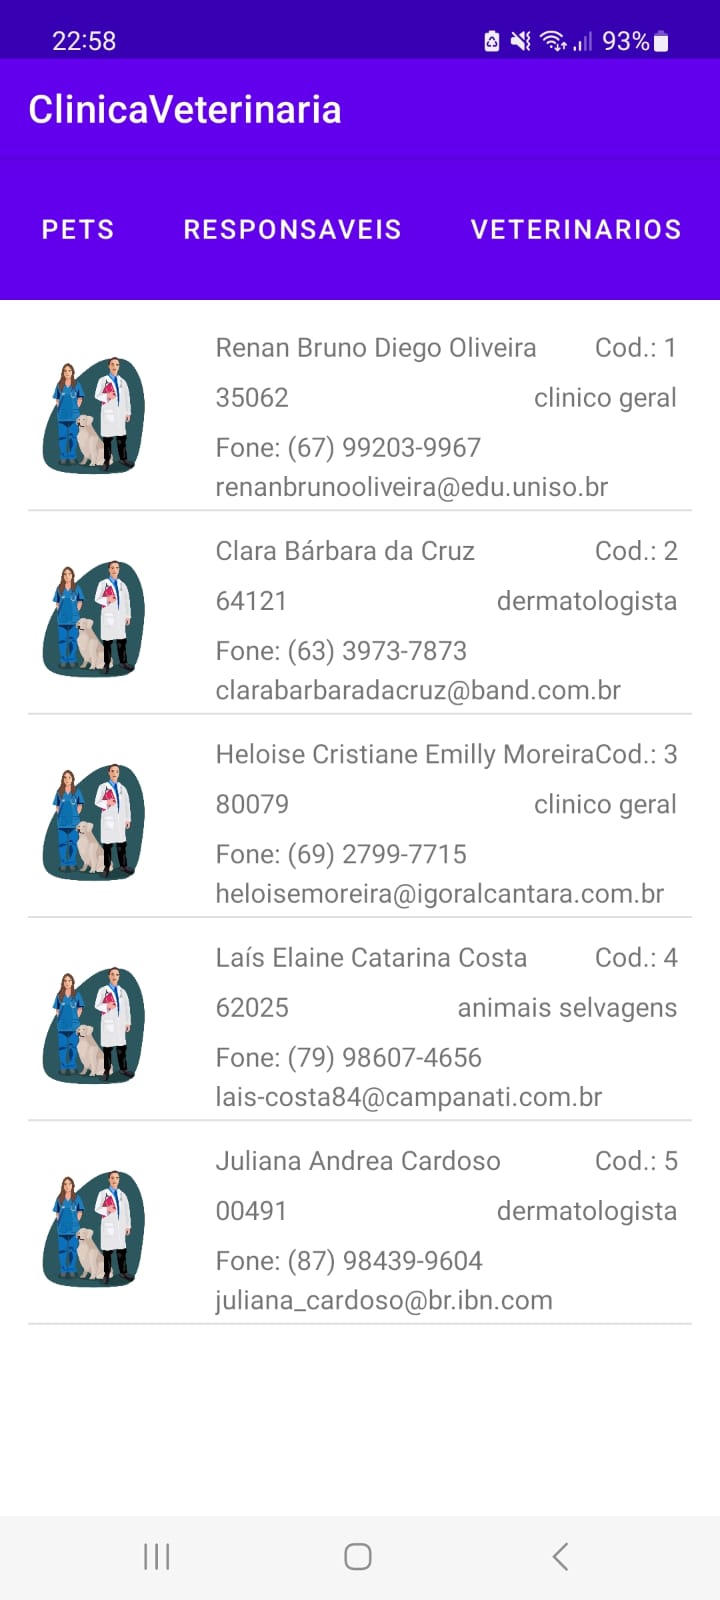 22:58 93%
ClinicaVeterinaria
PETS RESPONSAVEIS VETERINARIOS
Renan Bruno Diego Oliveira Cod.: 1
35062 clinico geral
Fone: (67) 99203-9967
renanbrunooliveira@edu.uniso.br
Clara Bárbara da Cruz Cod.: 2
64121 dermatologista
Fone: (63) 3973-7873
clarabarbaradacruz@band.com.br
Heloise Cristiane Emilly Moreira Cod.: 3
80079 clinico geral
Fone: (69) 2799-7715
heloisemoreira@igoralcantara.com.br
Laís Elaine Catarina Costa Cod.: 4
62025 animais selvagens
Fone: (79) 98607-4656
lais-costa84@campanati.com.br
Juliana Andrea Cardoso Cod.: 5
00491 dermatologista
Fone: (87) 98439-9604
juliana_cardoso@br.ibn.com